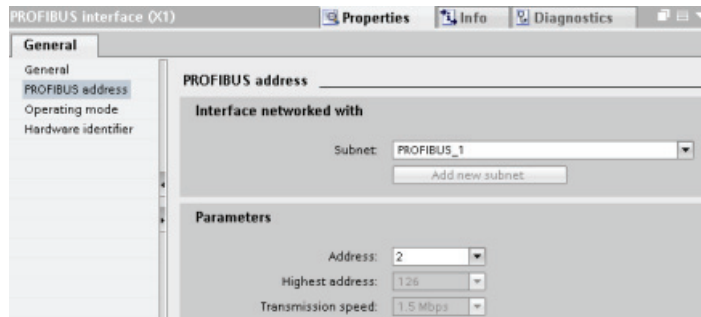 PROFIBUS interface (X1)
Properties
Info
Diagnostics
General
General
PROFIBUS address
Operating mode
Hardware identifier
PROFIBUS address
Interface networked with
Subnet: PROFIBUS_1
Add new subnet
Parameters
Address: 2
Highest address: 126
Transmission speed: 1.5 Mbps